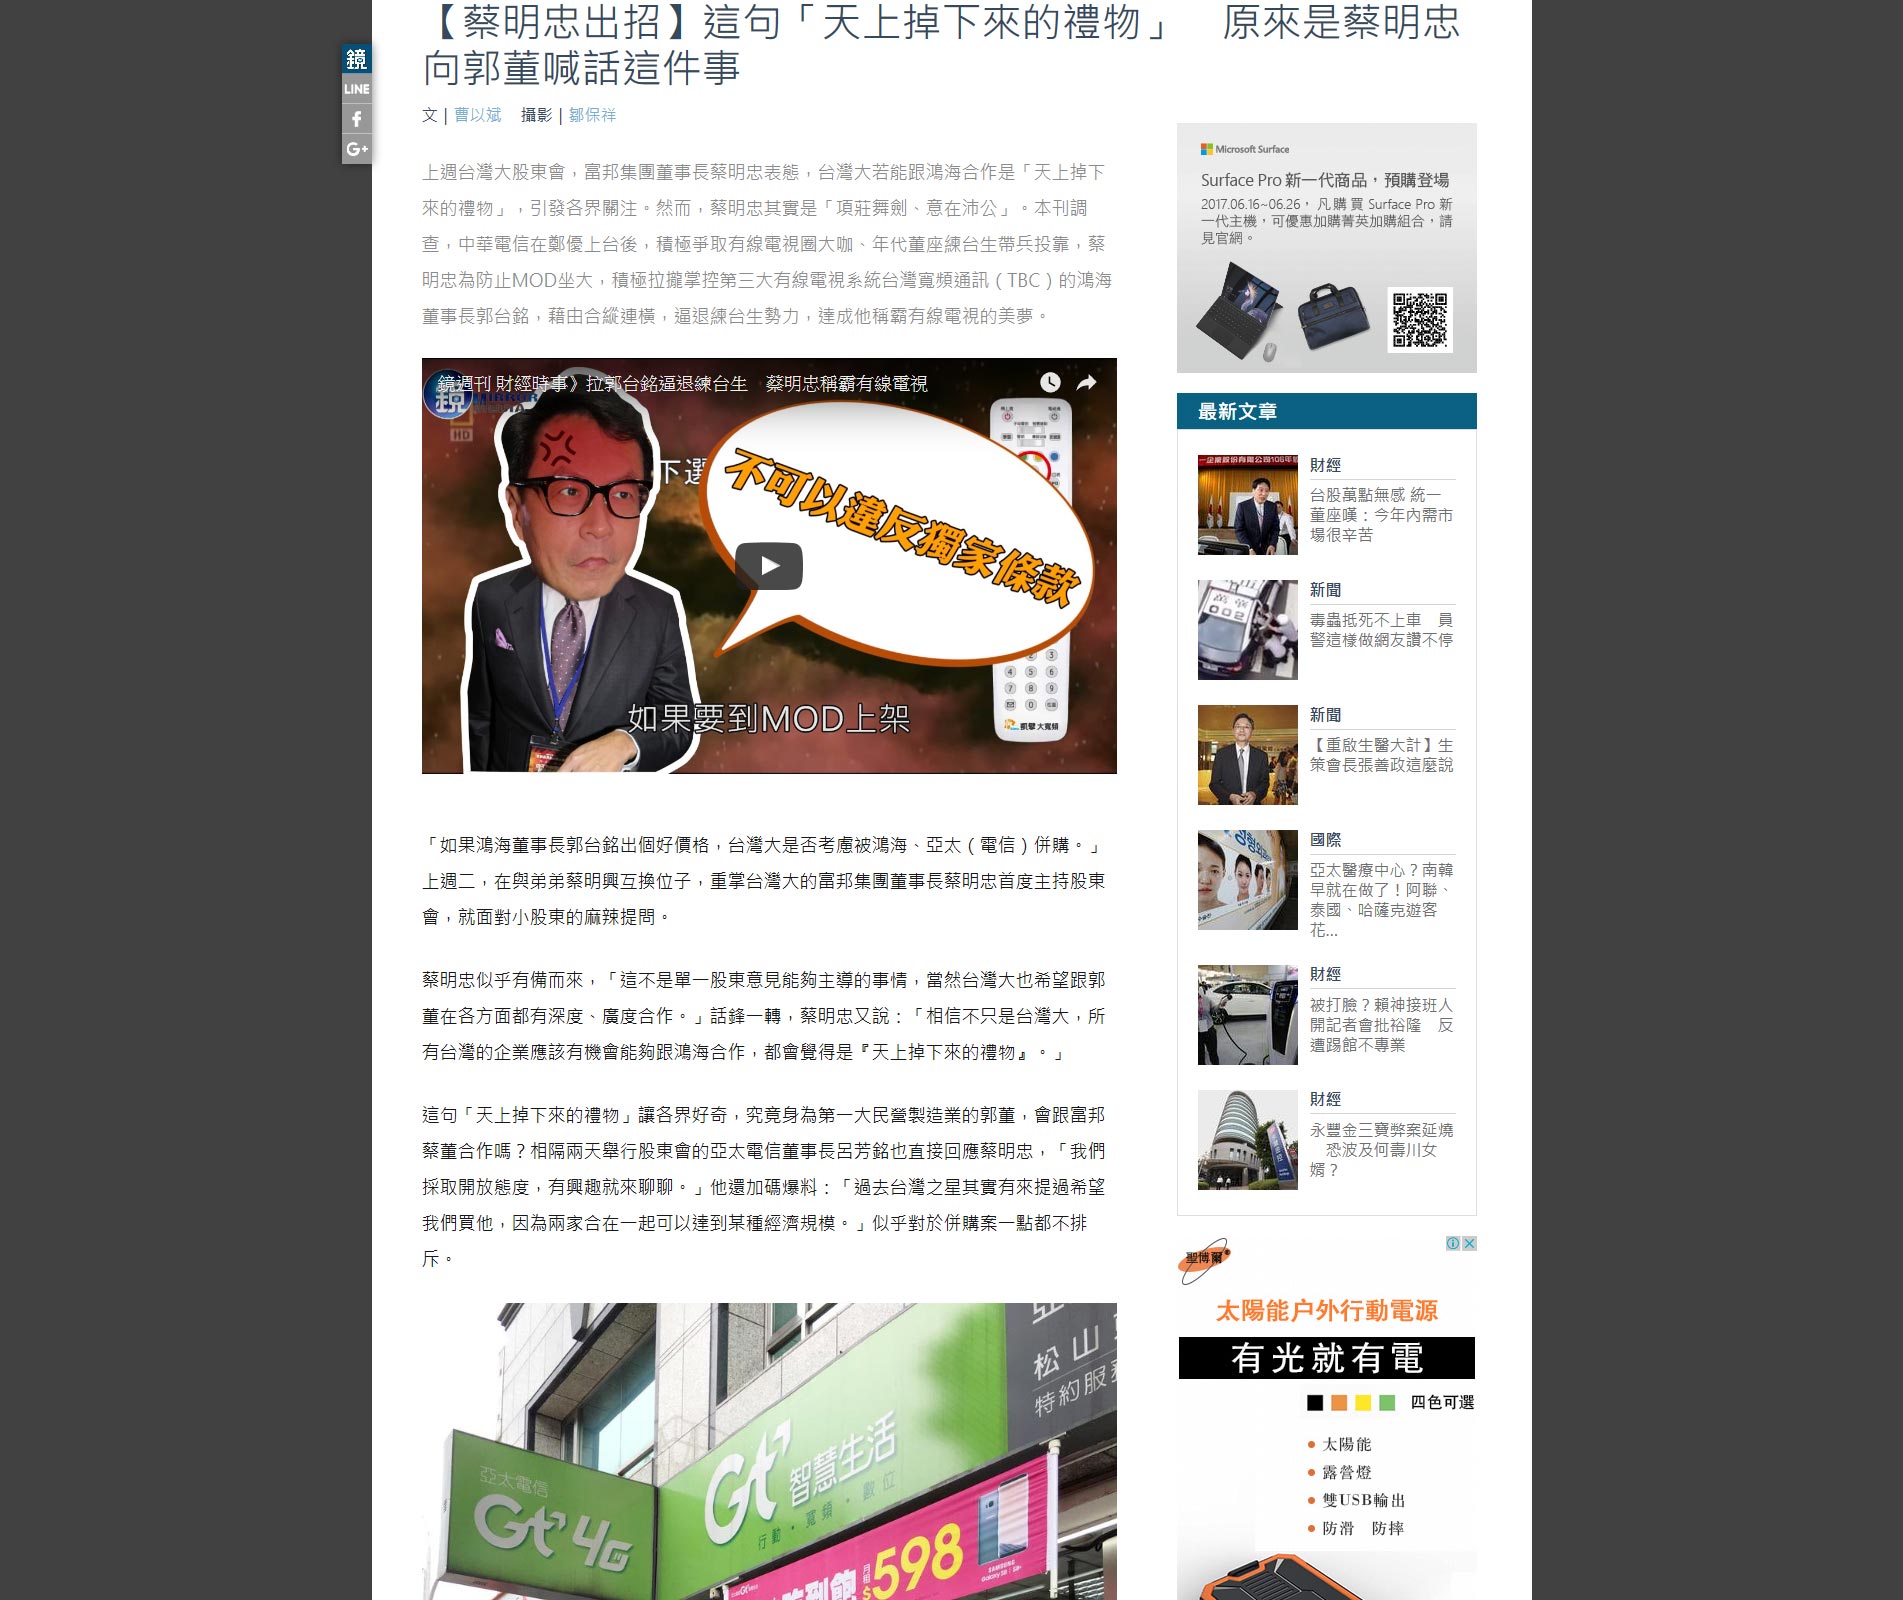 【蔡明忠出招】這句「天上掉下來的禮物」　原來是蔡明忠
向郭董喊話這件事
鏡
LINE
f
G+
文 | 曹以斌　攝影 | 鄒保祥
上週台灣大股東會，富邦集團董事長蔡明忠表態，台灣大若能跟鴻海合作是「天上掉下
來的禮物」，引發各界關注。然而，蔡明忠其實是「項莊舞劍、意在沛公」。本刊調
查，中華電信在鄭優上台後，積極爭取有線電視圈大咖、年代董座練台生帶兵投靠，蔡
明忠為防止MOD坐大，積極拉攏掌控第三大有線電視系統台灣寬頻通訊（TBC）的鴻海
董事長郭台銘，藉由合縱連橫，逼退練台生勢力，達成他稱霸有線電視的美夢。
鏡週刊 財經時事》拉郭台銘逼退練台生　蔡明忠稱霸有線電視
鏡
MIRROR
MEDIA
HD
下選
不可以違反獨家條款
3
4 5 6
7 8 9
0
凱擘大寬頻
如果要到MOD上架
「如果鴻海董事長郭台銘出個好價格，台灣大是否考慮被鴻海、亞太（電信）併購。」
上週二，在與弟弟蔡明興互換位子，重掌台灣大的富邦集團董事長蔡明忠首度主持股東
會，就面對小股東的麻辣提問。
蔡明忠似乎有備而來，「這不是單一股東意見能夠主導的事情，當然台灣大也希望跟郭
董在各方面都有深度、廣度合作。」話鋒一轉，蔡明忠又說：「相信不只是台灣大，所
有台灣的企業應該有機會能夠跟鴻海合作，都會覺得是『天上掉下來的禮物』。」
這句「天上掉下來的禮物」讓各界好奇，究竟身為第一大民營製造業的郭董，會跟富邦
蔡董合作嗎？相隔兩天舉行股東會的亞太電信董事長呂芳銘也直接回應蔡明忠，「我們
採取開放態度，有興趣就來聊聊。」他還加碼爆料：「過去台灣之星其實有來提過希望
我們買他，因為兩家合在一起可以達到某種經濟規模。」似乎對於併購案一點都不排
斥。
亞太電信
Gt 4G
Gt 智慧生活
行動・寬頻・數位
松山
特約服務
月租
$598
SAMSUNG
Galaxy S8 | S8+
Microsoft Surface
Surface Pro 新一代商品，預購登場
2017.06.16~06.26，凡購買 Surface Pro 新
一代主機，可優惠加購菁英加購組合，請
見官網。
最新文章
財經
台股萬點無感 統一
董座嘆：今年內需市
場很辛苦
新聞
毒蟲抵死不上車　員
警這樣做網友讚不停
新聞
【重啟生醫大計】生
策會長張善政這麼說
國際
亞太醫療中心？南韓
早就在做了！阿聯、
泰國、哈薩克遊客
花...
財經
被打臉？賴神接班人
開記者會批裕隆　反
遭踢館不專業
財經
永豐金三寶弊案延燒
　恐波及何壽川女
婿？
聖博爾
太陽能户外行動電源
有光就有電
四色可選
• 太陽能
• 露營燈
• 雙USB輸出
• 防滑　防摔